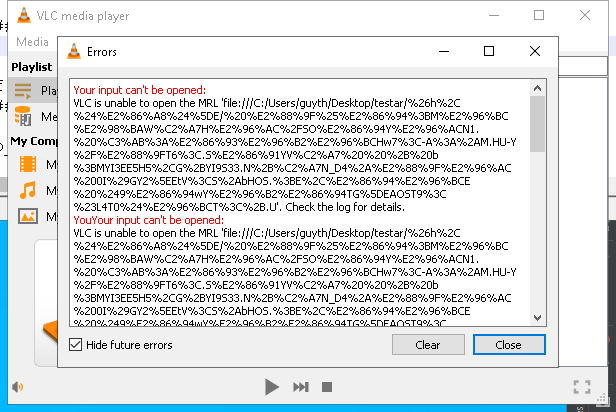 VLC media player
Media
Playlist
My Comp
Errors
Your input can't be opened:
VLC is unable to open the MRL 'file:///C:/Users/guyth/Desktop/testar/%26h%2C
%24%E2%86%A8%24%5DE/%20%E2%88%9F%25%E2%86%94%3BM%E2%96%BC
%E2%98%BAW%C2%A7H%E2%96%AC%2FSO%E2%86%94Y%E2%96%ACN1.
%20%C3%AB%3A%E2%86%93%E2%96%B2%E2%96%BCHw7%3C-A%3A%2AM.HU-Y
%2F%E2%88%9FT6%3C.S%E2%86%91YV%C2%A7%20%20%2B%20b
%3BMYI3EE5H5%2CG%2BYI9S33.N%2B%C2%A7N_D4%2A%E2%88%9F%E2%96%AC
%200I%29GY2%5EEtV%3CS%2AbHOS.%3BE%2C%E2%86%94%E2%96%BCE
%20%249%E2%86%94wY%E2%96%B2%E2%86%94TG%5DEAOST9%3C
%23L4T0%24%E2%96%BCT%3C%2B.U'. Check the log for details.
YouYour input can't be opened:
VLC is unable to open the MRL 'file:///C:/Users/guyth/Desktop/testar/%26h%2C
%24%E2%86%A8%24%5DE/%20%E2%88%9F%25%E2%86%94%3BM%E2%96%BC
%E2%98%BAW%C2%A7H%E2%96%AC%2FSO%E2%86%94Y%E2%96%ACN1.
%20%C3%AB%3A%E2%86%93%E2%96%B2%E2%96%BCHw7%3C-A%3A%2AM.HU-Y
%2F%E2%88%9FT6%3C.S%E2%86%91YV%C2%A7%20%20%2B%20b
%3BMYI3EE5H5%2CG%2BYI9S33.N%2B%C2%A7N_D4%2A%E2%88%9F%E2%96%AC
%200I%29GY2%5EEtV%3CS%2AbHOS.%3BE%2C%E2%86%94%E2%96%BCE
%20%249%E2%86%94wY%E2%96%B2%E2%86%94TG%5DEAOST9%3C
Hide future errors
Clear
Close